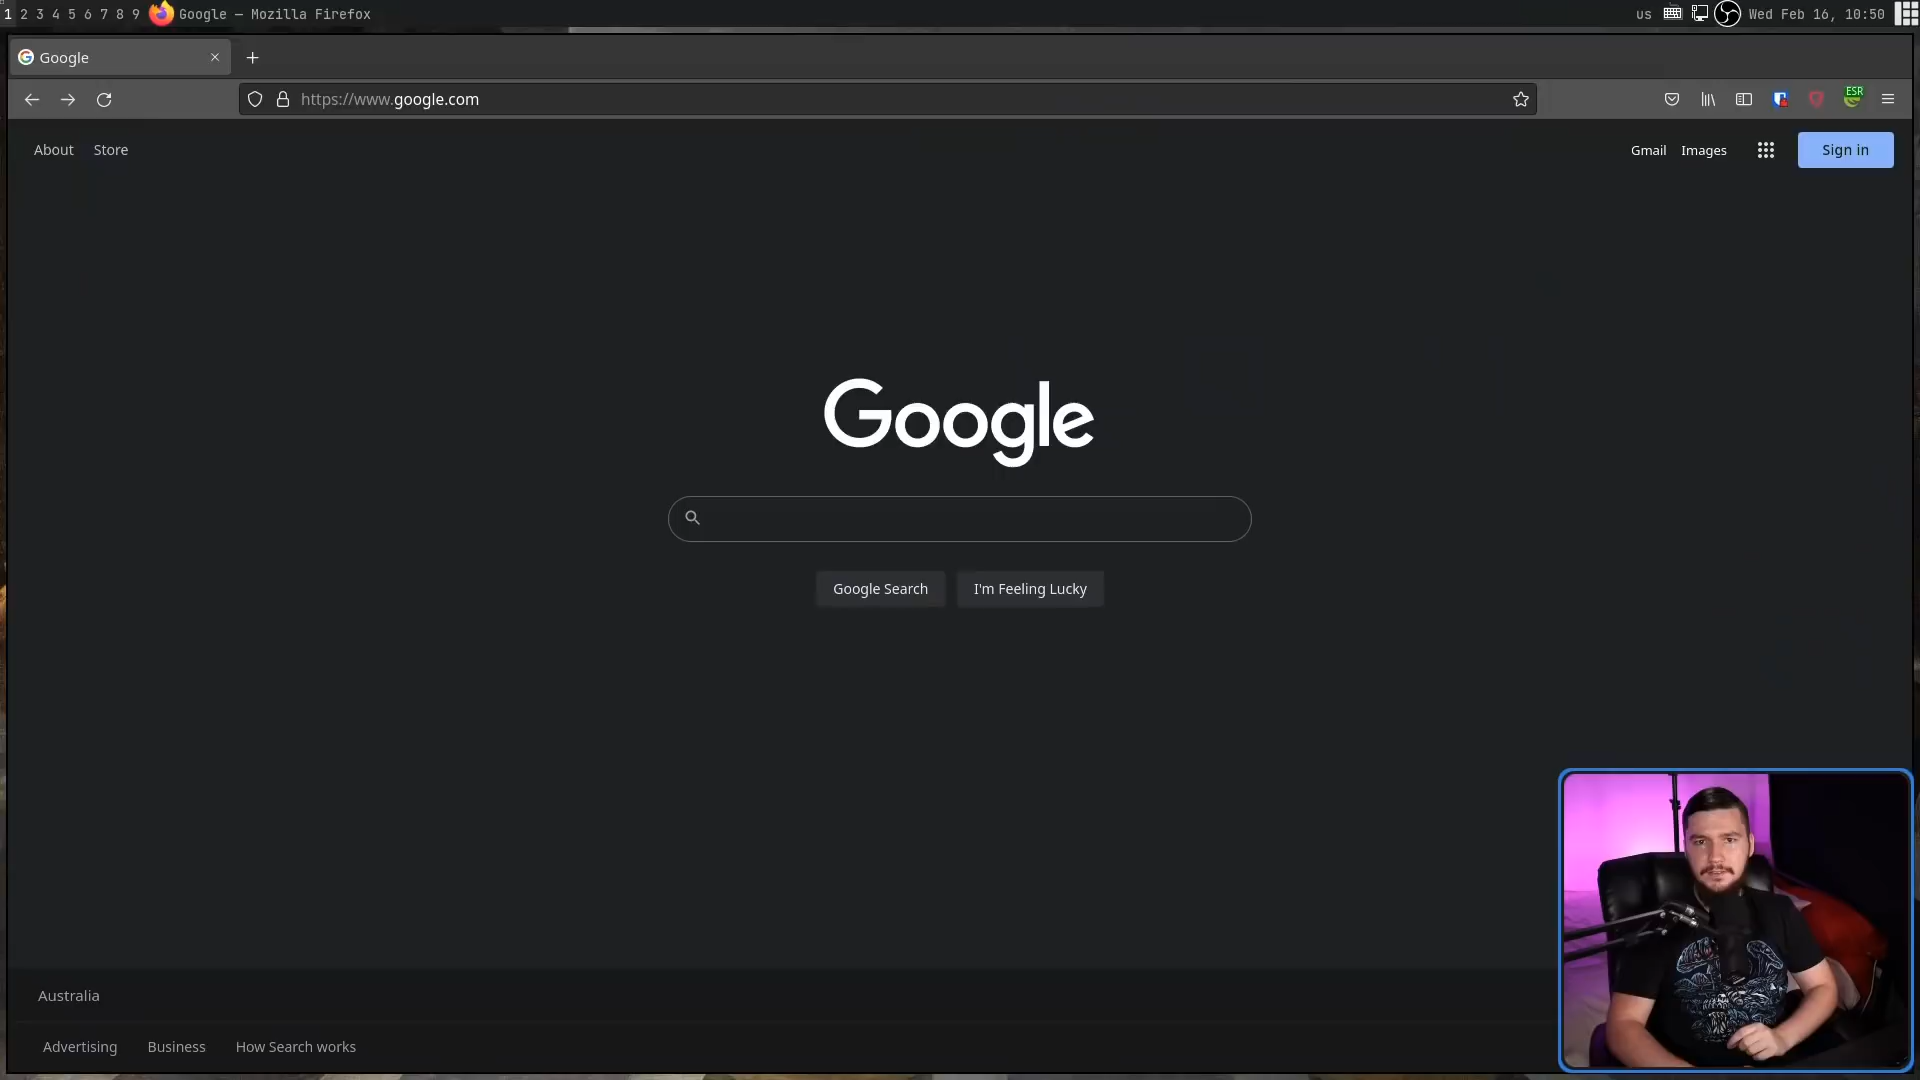 1 2 3 4 5 6 7 8 9 Google — Mozilla Firefox us Wed Feb 16, 10:50
Google
https://www.google.com
ESR
About Store Gmail Images Sign in
Google
Google Search I'm Feeling Lucky
Australia
Advertising Business How Search works